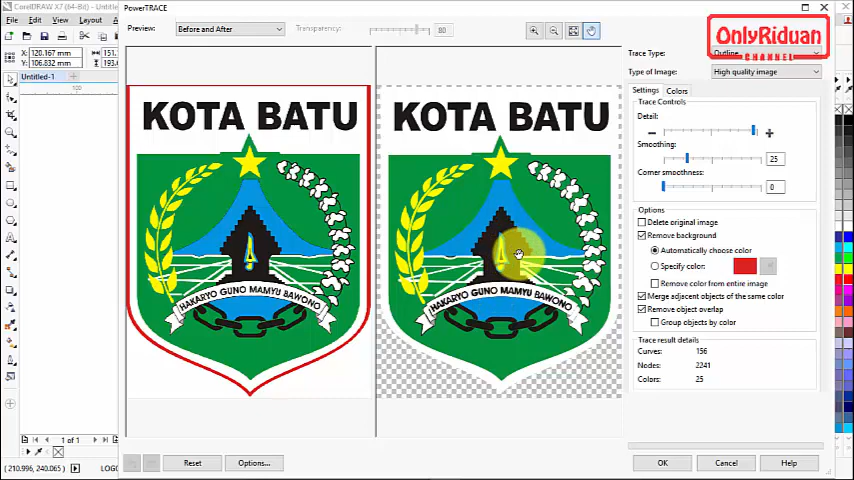 CorelDRAW X7 (64-Bit) - Untitled
File Edit View Layout
X: 120.167 mm
Y: 106.832 mm
Untitled-1
100
PowerTRACE
Preview: Before and After Transparency: 80
OnlyRiduan
CHANNEL
Trace Type: Outline
Type of Image: High quality image
Settings Colors
Trace Controls
Detail:
Smoothing:
25
Corner smoothness:
0
Options
Delete original image
Remove background
Automatically choose color
Specify color:
Remove color from entire image
Merge adjacent objects of the same color
Remove object overlap
Group objects by color
Trace result details
Curves: 156
Nodes: 2241
Colors: 25
KOTA BATU
HAKARYO GUNO MAMYU BAWONO
KOTA BATU
HAKARYO GUNO MAMYU BAWONO
1 of 1
Reset Options... OK Cancel Help
(210.996, 240.065)